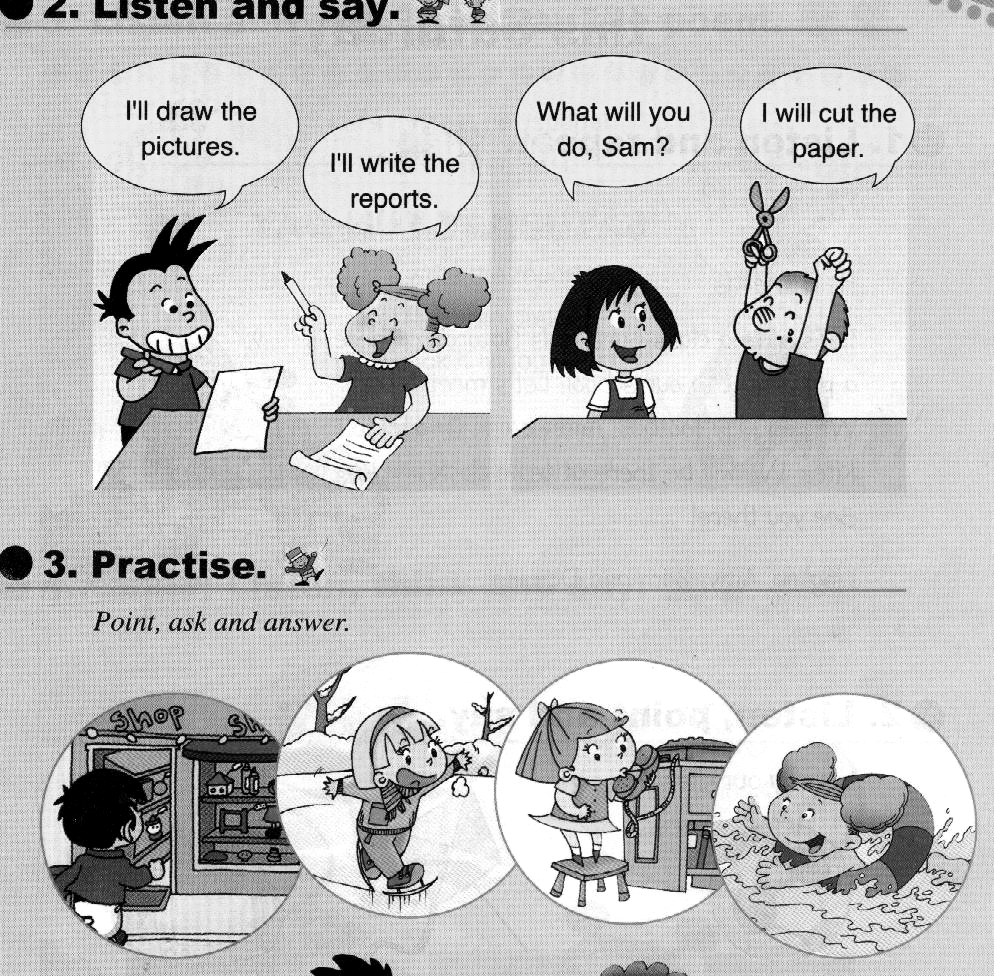 2. Listen and say.
I'll draw the
pictures.
I'll write the
reports.
What will you
do, Sam?
I will cut the
paper.
3. Practise.
Point, ask and answer.
shop
sh